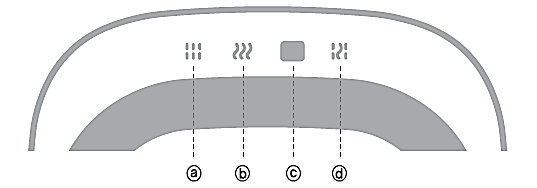 ⓐ ⓑ ⓒ ⓓ